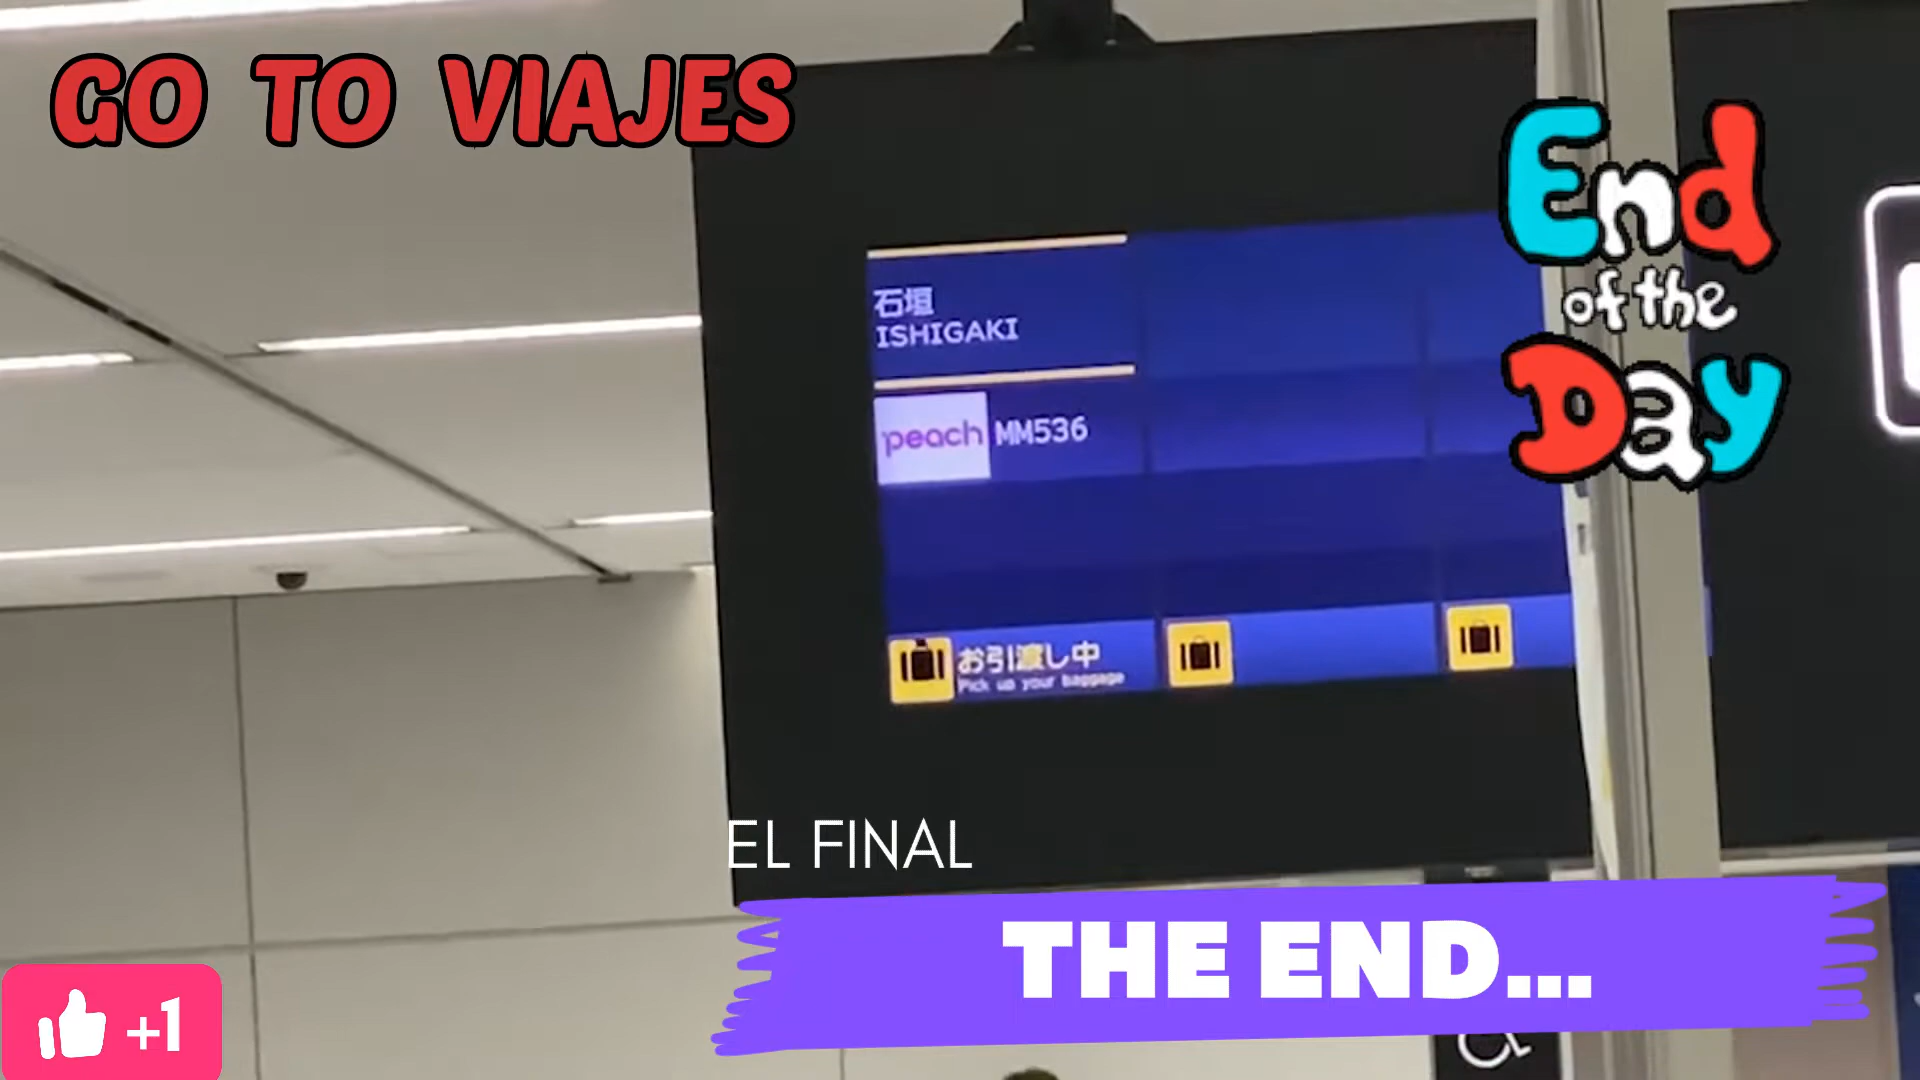 GO TO VIAJES
End
of the
Day
石垣
ISHIGAKI
peach MM536
お引渡し中
Pick up your baggage
EL FINAL
THE END...
+1